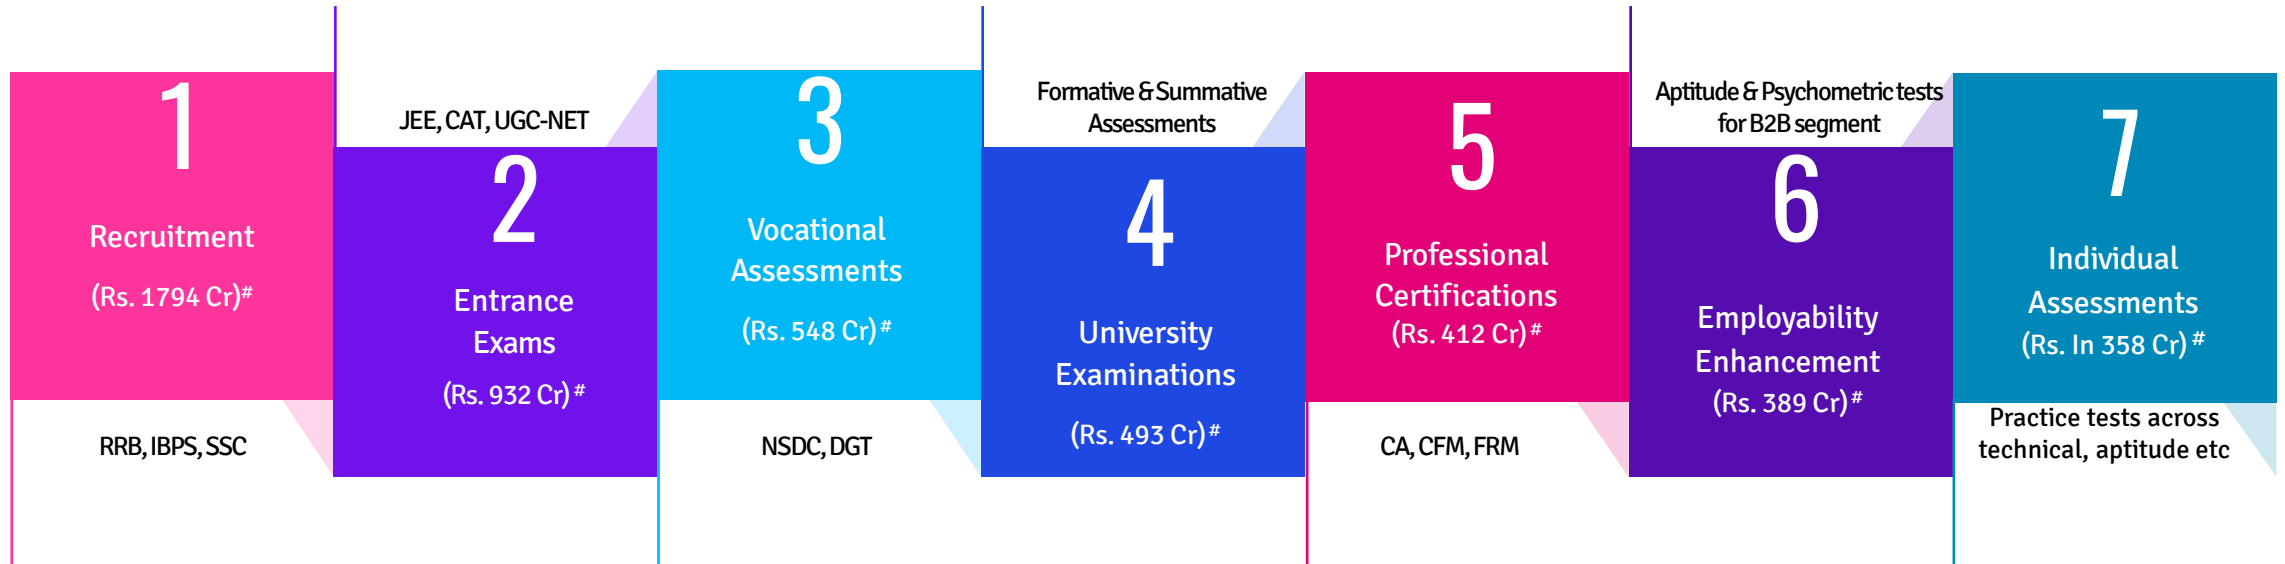 1
Recruitment
(Rs. 1794 Cr)#
RRB, IBPS, SSC
JEE, CAT, UGC-NET
2
Entrance
Exams
(Rs. 932 Cr)#
3
Vocational
Assessments
(Rs. 548 Cr)#
NSDC, DGT
Formative & Summative
Assessments
4
University
Examinations
(Rs. 493 Cr)#
5
Professional
Certifications
(Rs. 412 Cr)#
CA, CFM, FRM
Aptitude & Psychometric tests
for B2B segment
6
Employability
Enhancement
(Rs. 389 Cr)#
7
Individual
Assessments
(Rs. In 358 Cr)#
Practice tests across
technical, aptitude etc